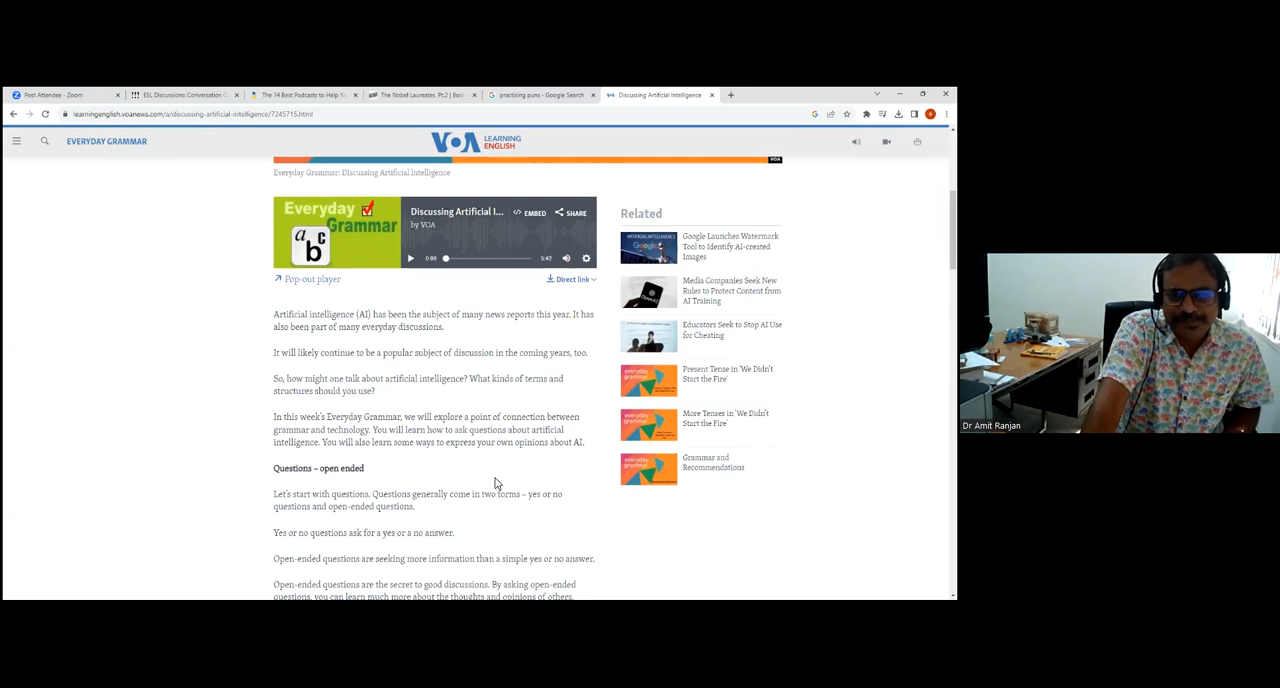 Post Attendee - Zoom
ESL Discussions: Conversation
The 14 Best Podcasts to Help
The Nobel Laureates, Pt.2 | Boo
practising puns - Google Search
Discussing Artificial Intelligence
learningenglish.voanews.com/a/discussing-artificial-intelligence/7245715.html
EVERYDAY GRAMMAR
VOA LEARNING
ENGLISH
VOA
Everyday Grammar: Discussing Artificial Intelligence
Everyday
Grammar
a c
b
Discussing Artificial I...
by VOA
EMBED
SHARE
0:00
5:42
Pop-out player
Direct link
Artificial intelligence (AI) has been the subject of many news reports this year. It has
also been part of many everyday discussions.
It will likely continue to be a popular subject of discussion in the coming years, too.
So, how might one talk about artificial intelligence? What kinds of terms and
structures should you use?
In this week's Everyday Grammar, we will explore a point of connection between
grammar and technology. You will learn how to ask questions about artificial
intelligence. You will also learn some ways to express your own opinions about AI.
Questions – open ended
Let's start with questions. Questions generally come in two forms – yes or no
questions and open-ended questions.
Yes or no questions ask for a yes or a no answer.
Open-ended questions are seeking more information than a simple yes or no answer.
Open-ended questions are the secret to good discussions. By asking open-ended
questions, you can learn much more about the thoughts and opinions of others.
Related
Google Launches Watermark
Tool to Identify AI-created
Images
Media Companies Seek New
Rules to Protect Content from
AI Training
Educators Seek to Stop AI Use
for Cheating
Present Tense in 'We Didn't
Start the Fire'
More Tenses in 'We Didn't
Start the Fire'
Grammar and
Recommendations
Dr Amit Ranjan